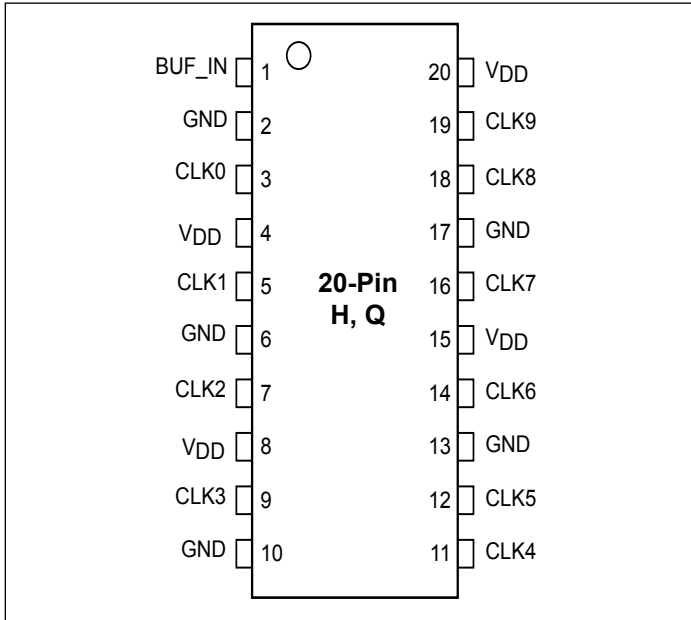 BUF_IN 1 20 VDD
GND 2 19 CLK9
CLK0 3 18 CLK8
VDD 4 17 GND
CLK1 5 20-Pin 16 CLK7
H, Q
GND 6 15 VDD
CLK2 7 14 CLK6
VDD 8 13 GND
CLK3 9 12 CLK5
GND 10 11 CLK4